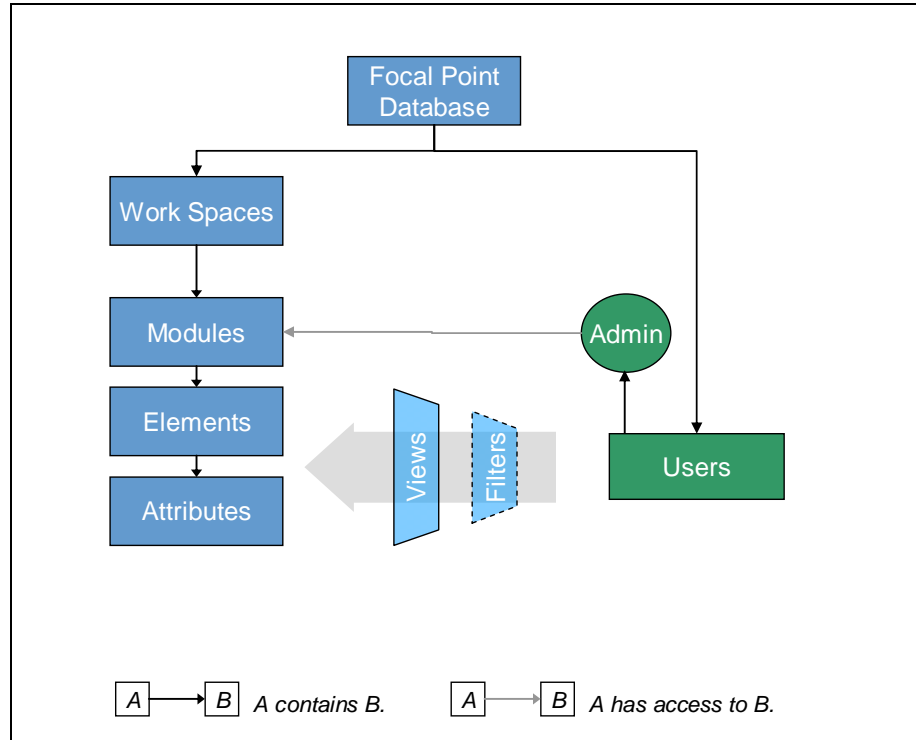 Focal Point
Database
Work Spaces
Modules
Admin
Elements
Views
Filters
Users
Attributes
A B A contains B.
A B A has access to B.